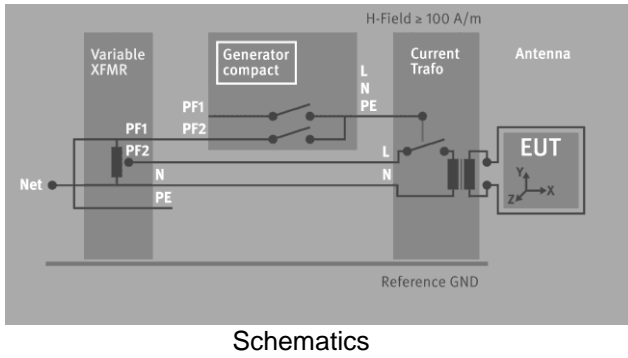 H-Field ≥ 100 A/m
Variable
XFMR
Generator
compact
L
N
PE
Current
Trafo
Antenna
PF1
PF2
PF1
PF2
L
N
N
PE
Net
EUT
Y
X
Z
Reference GND
Schematics